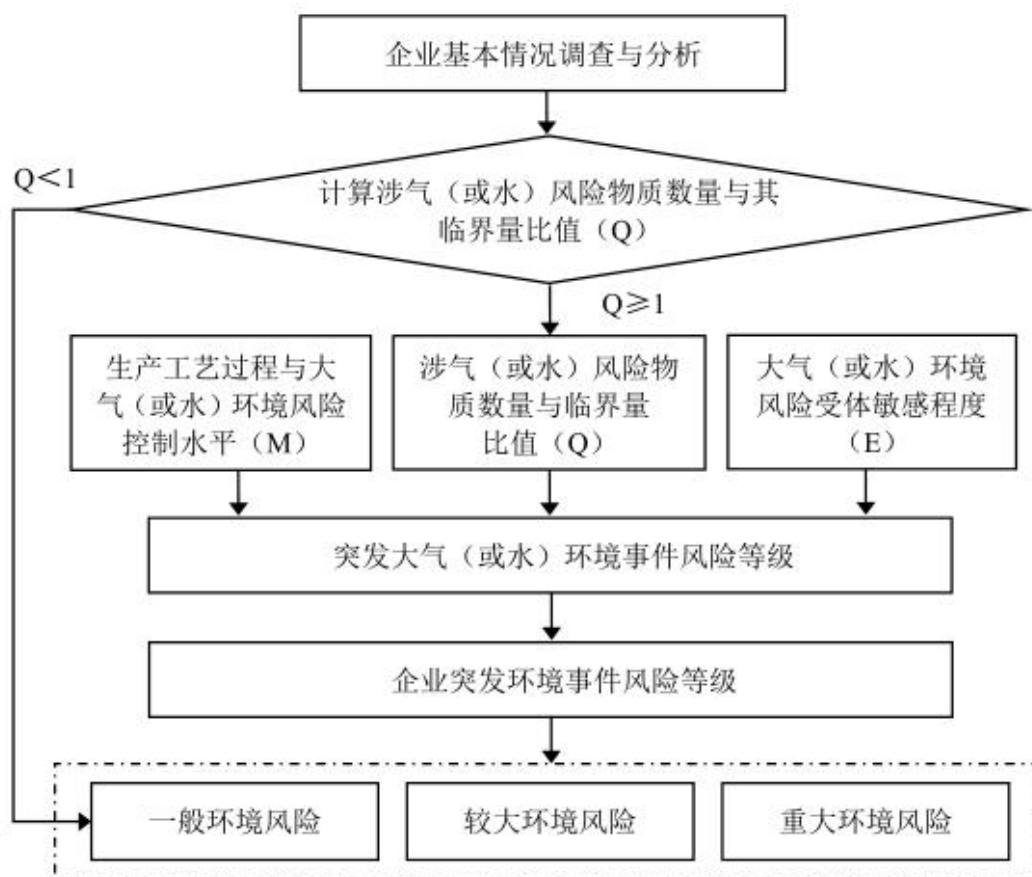 企业基本情况调查与分析
Q＜1
计算涉气（或水）风险物质数量与其
临界量比值（Q）
Q≥1
生产工艺过程与大
气（或水）环境风险
控制水平（M）
涉气（或水）风险物
质数量与临界量
比值（Q）
大气（或水）环境
风险受体敏感程度
（E）
突发大气（或水）环境事件风险等级
企业突发环境事件风险等级
一般环境风险
较大环境风险
重大环境风险